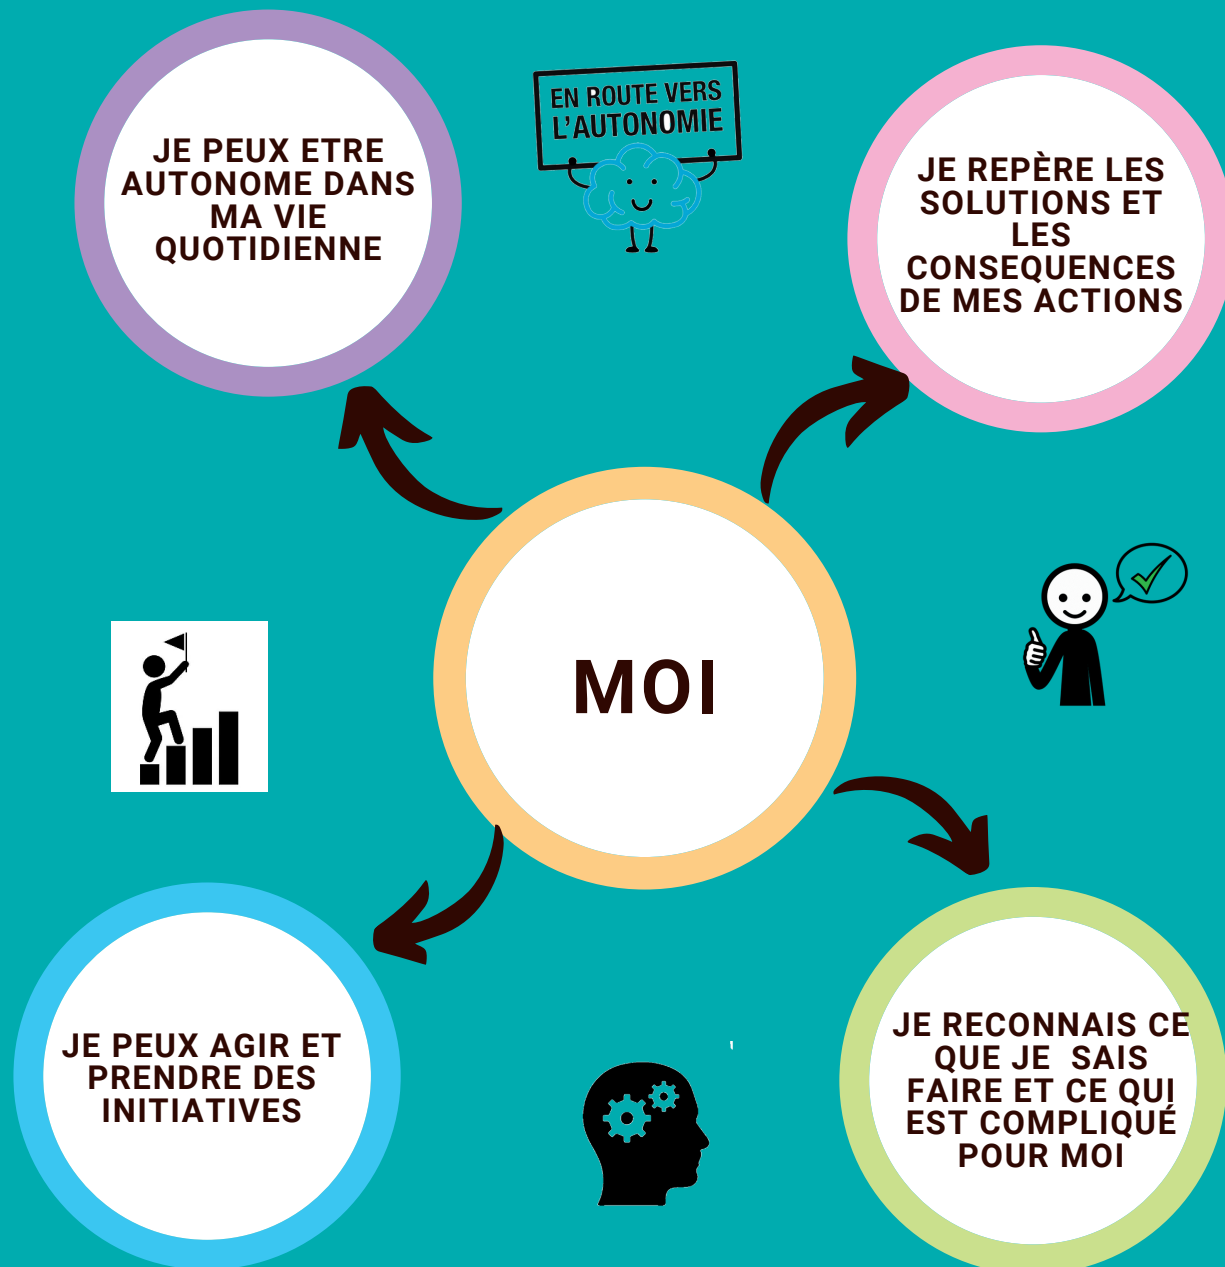 JE PEUX ETRE
AUTONOME DANS
MA VIE
QUOTIDIENNE
EN ROUTE VERS
L'AUTONOMIE
JE REPÈRE LES
SOLUTIONS ET
LES
CONSEQUENCES
DE MES ACTIONS
MOI
JE PEUX AGIR ET
PRENDRE DES
INITIATIVES
JE RECONNAIS CE
QUE JE SAIS
FAIRE ET CE QUI
EST COMPLIQUÉ
POUR MOI